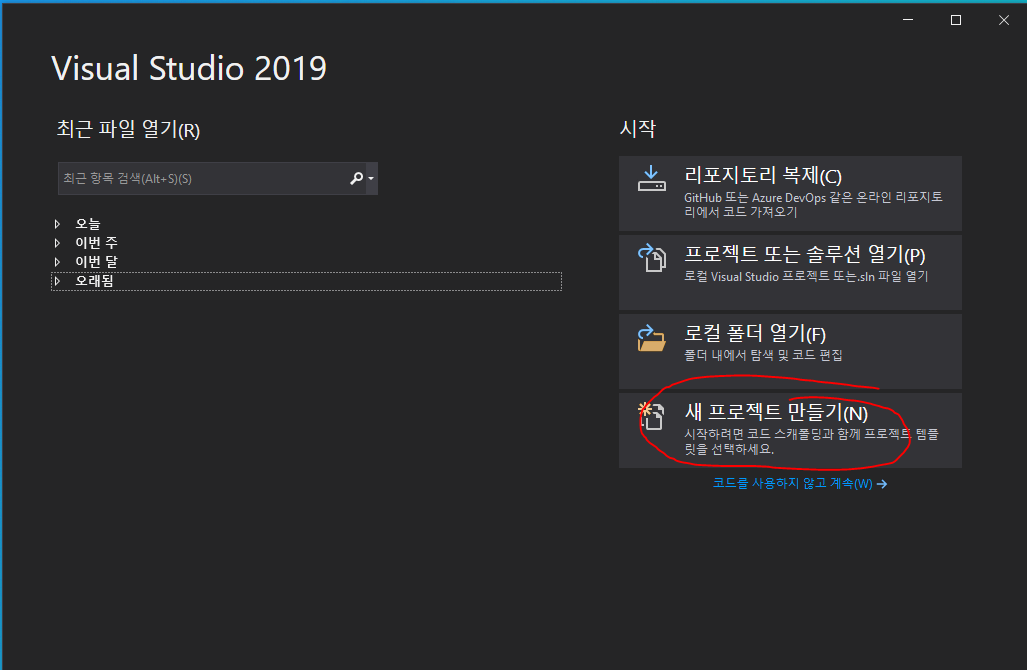 Visual Studio 2019
최근 파일 열기(R)
최근 항목 검색(Alt+S)(S)
오늘
이번 주
이번 달
오래됨
시작
리포지토리 복제(C)
GitHub 또는 Azure DevOps 같은 온라인 리포지토
리에서 코드 가져오기
프로젝트 또는 솔루션 열기(P)
로컬 Visual Studio 프로젝트 또는.sln 파일 열기
로컬 폴더 열기(F)
폴더 내에서 탐색 및 코드 편집
새 프로젝트 만들기(N)
시작하려면 코드 스캐폴딩과 함께 프로젝트 템플
릿을 선택하세요.
코드를 사용하지 않고 계속(W)